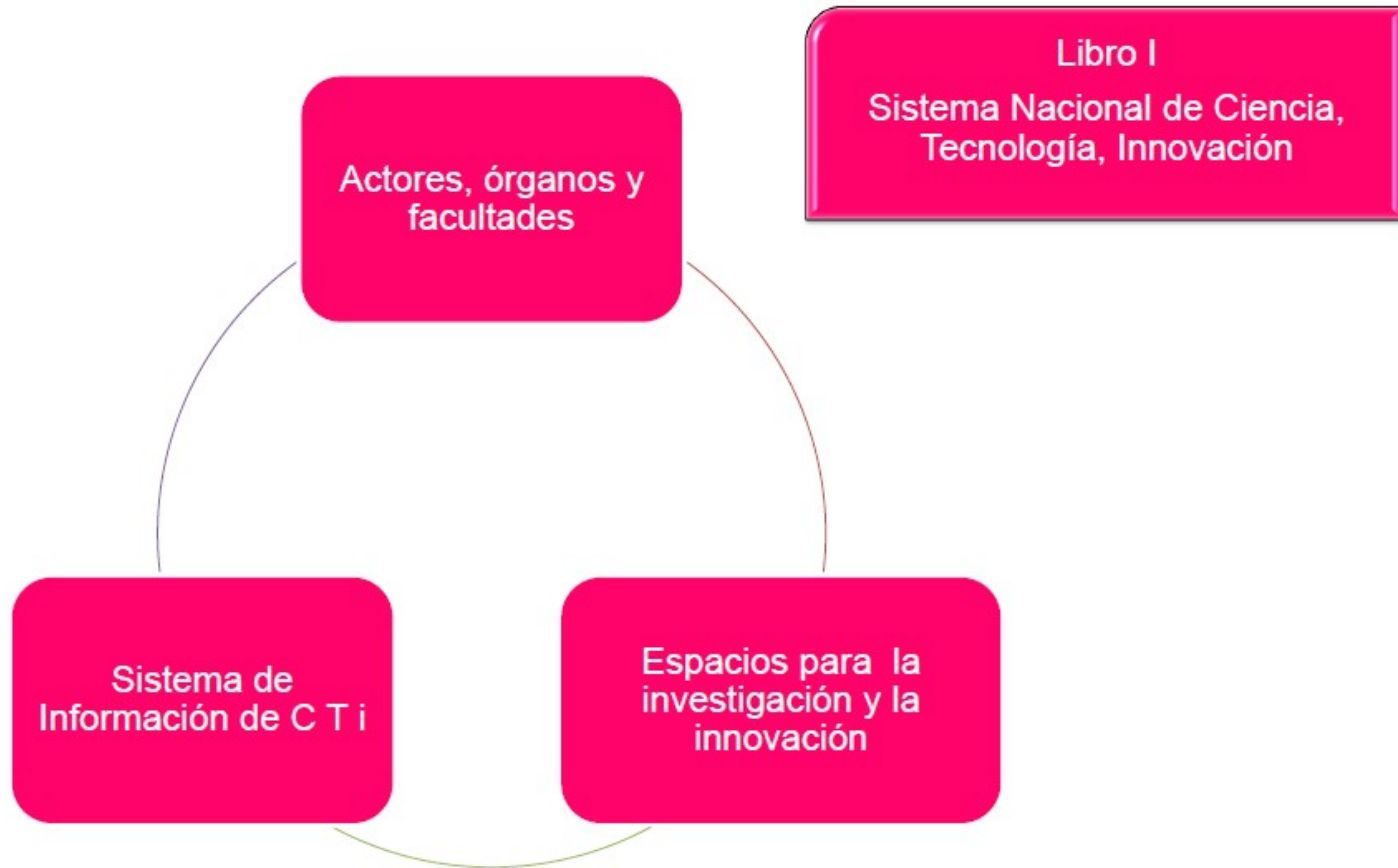 Libro I
Sistema Nacional de Ciencia,
Tecnología, Innovación
Actores, órganos y
facultades
Sistema de
Información de C T i
Espacios para  la
investigación y la
innovación